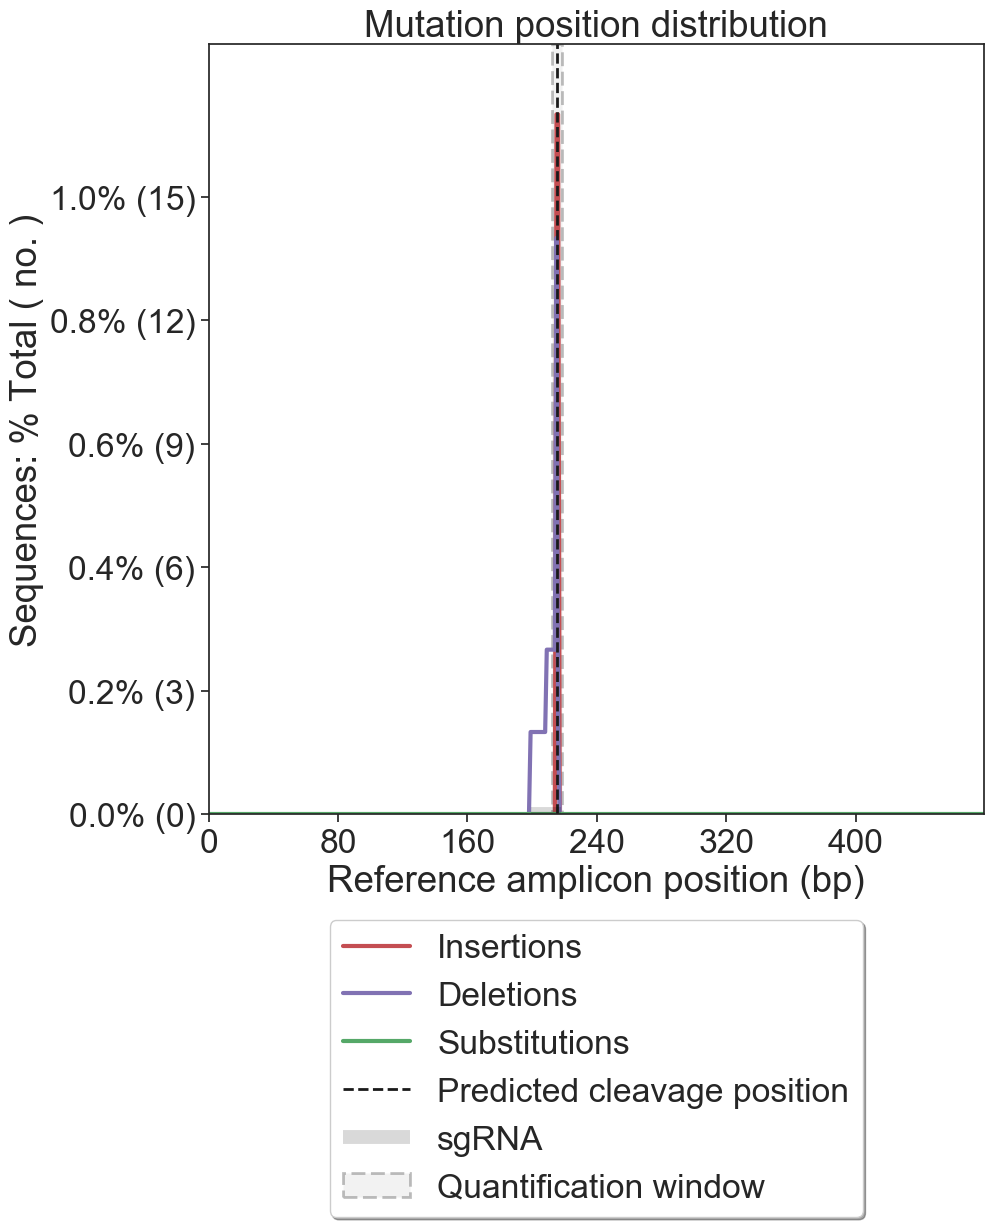 Mutation position distribution
Sequences: % Total ( no. )
1.0% (15)
0.8% (12)
0.6% (9)
0.4% (6)
0.2% (3)
0.0% (0)
0 80 160 240 320 400
Reference amplicon position (bp)
Insertions
Deletions
Substitutions
Predicted cleavage position
sgRNA
Quantification window